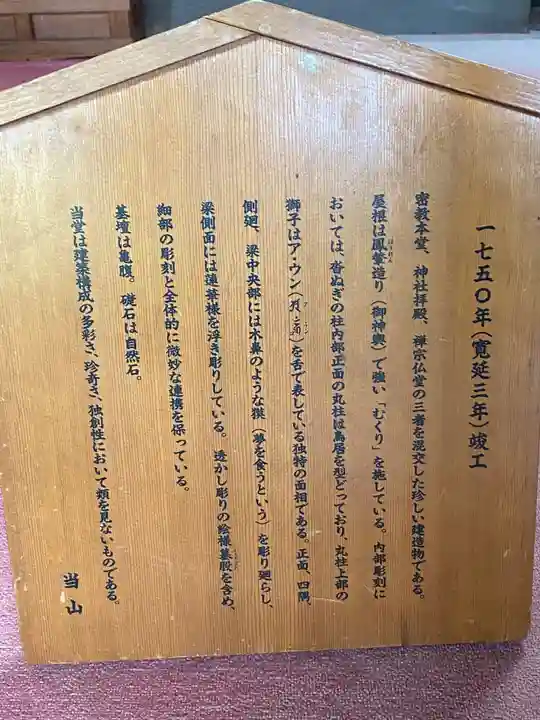 一七五〇年(寛延三年)竣工
密教本堂、神社拝殿、禅宗仏堂の三者を混交した珍しい建造物である。
屋根は鳳輦造り(御神輿)で強い「むくり」を施している。内部彫刻に
おいては、沓ぬぎの柱内部正面の丸柱は鳥居を型どっており、丸柱上部の
獅子はア・ウン()を舌で表している独特の面相である。正面、四隅、
側廻、梁中央部には木鼻のような獏(夢を食うという)を彫り廻らし、
梁側面には蓮華様を浮き彫りしている。透かし彫りの絵様蟇股を含め、
細部の彫刻と全体的に微妙な連携を保っている。
基壇は亀腹。礎石は自然石。
当堂は建築構成の多彩さ、珍奇さ、独創性において類を見ないものである。
当山